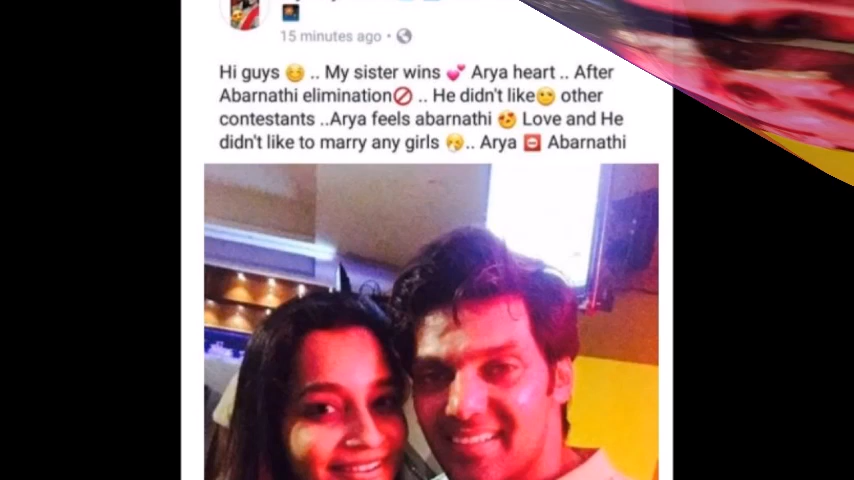 15 minutes ago •
Hi guys 😊 .. My sister wins 💕 Arya heart .. After
Abarnathi elimination🚫 .. He didn't like😶 other
contestants ..Arya feels abarnathi 😍 Love and He
didn't like to marry any girls 🤭.. Arya ⛔ Abarnathi